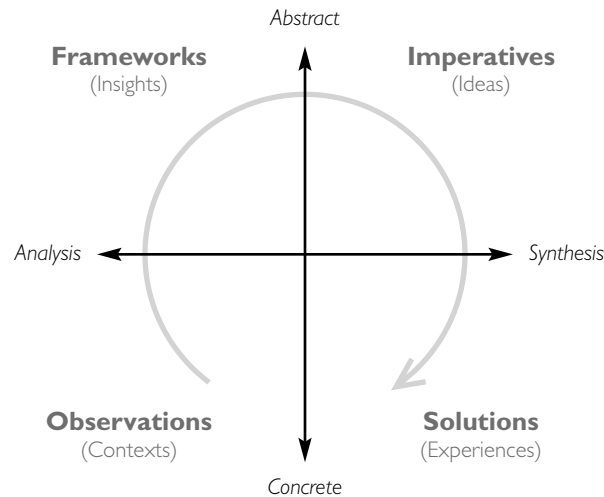 Abstract
Frameworks
(Insights)
Imperatives
(Ideas)
Analysis
Synthesis
Observations
(Contexts)
Solutions
(Experiences)
Concrete